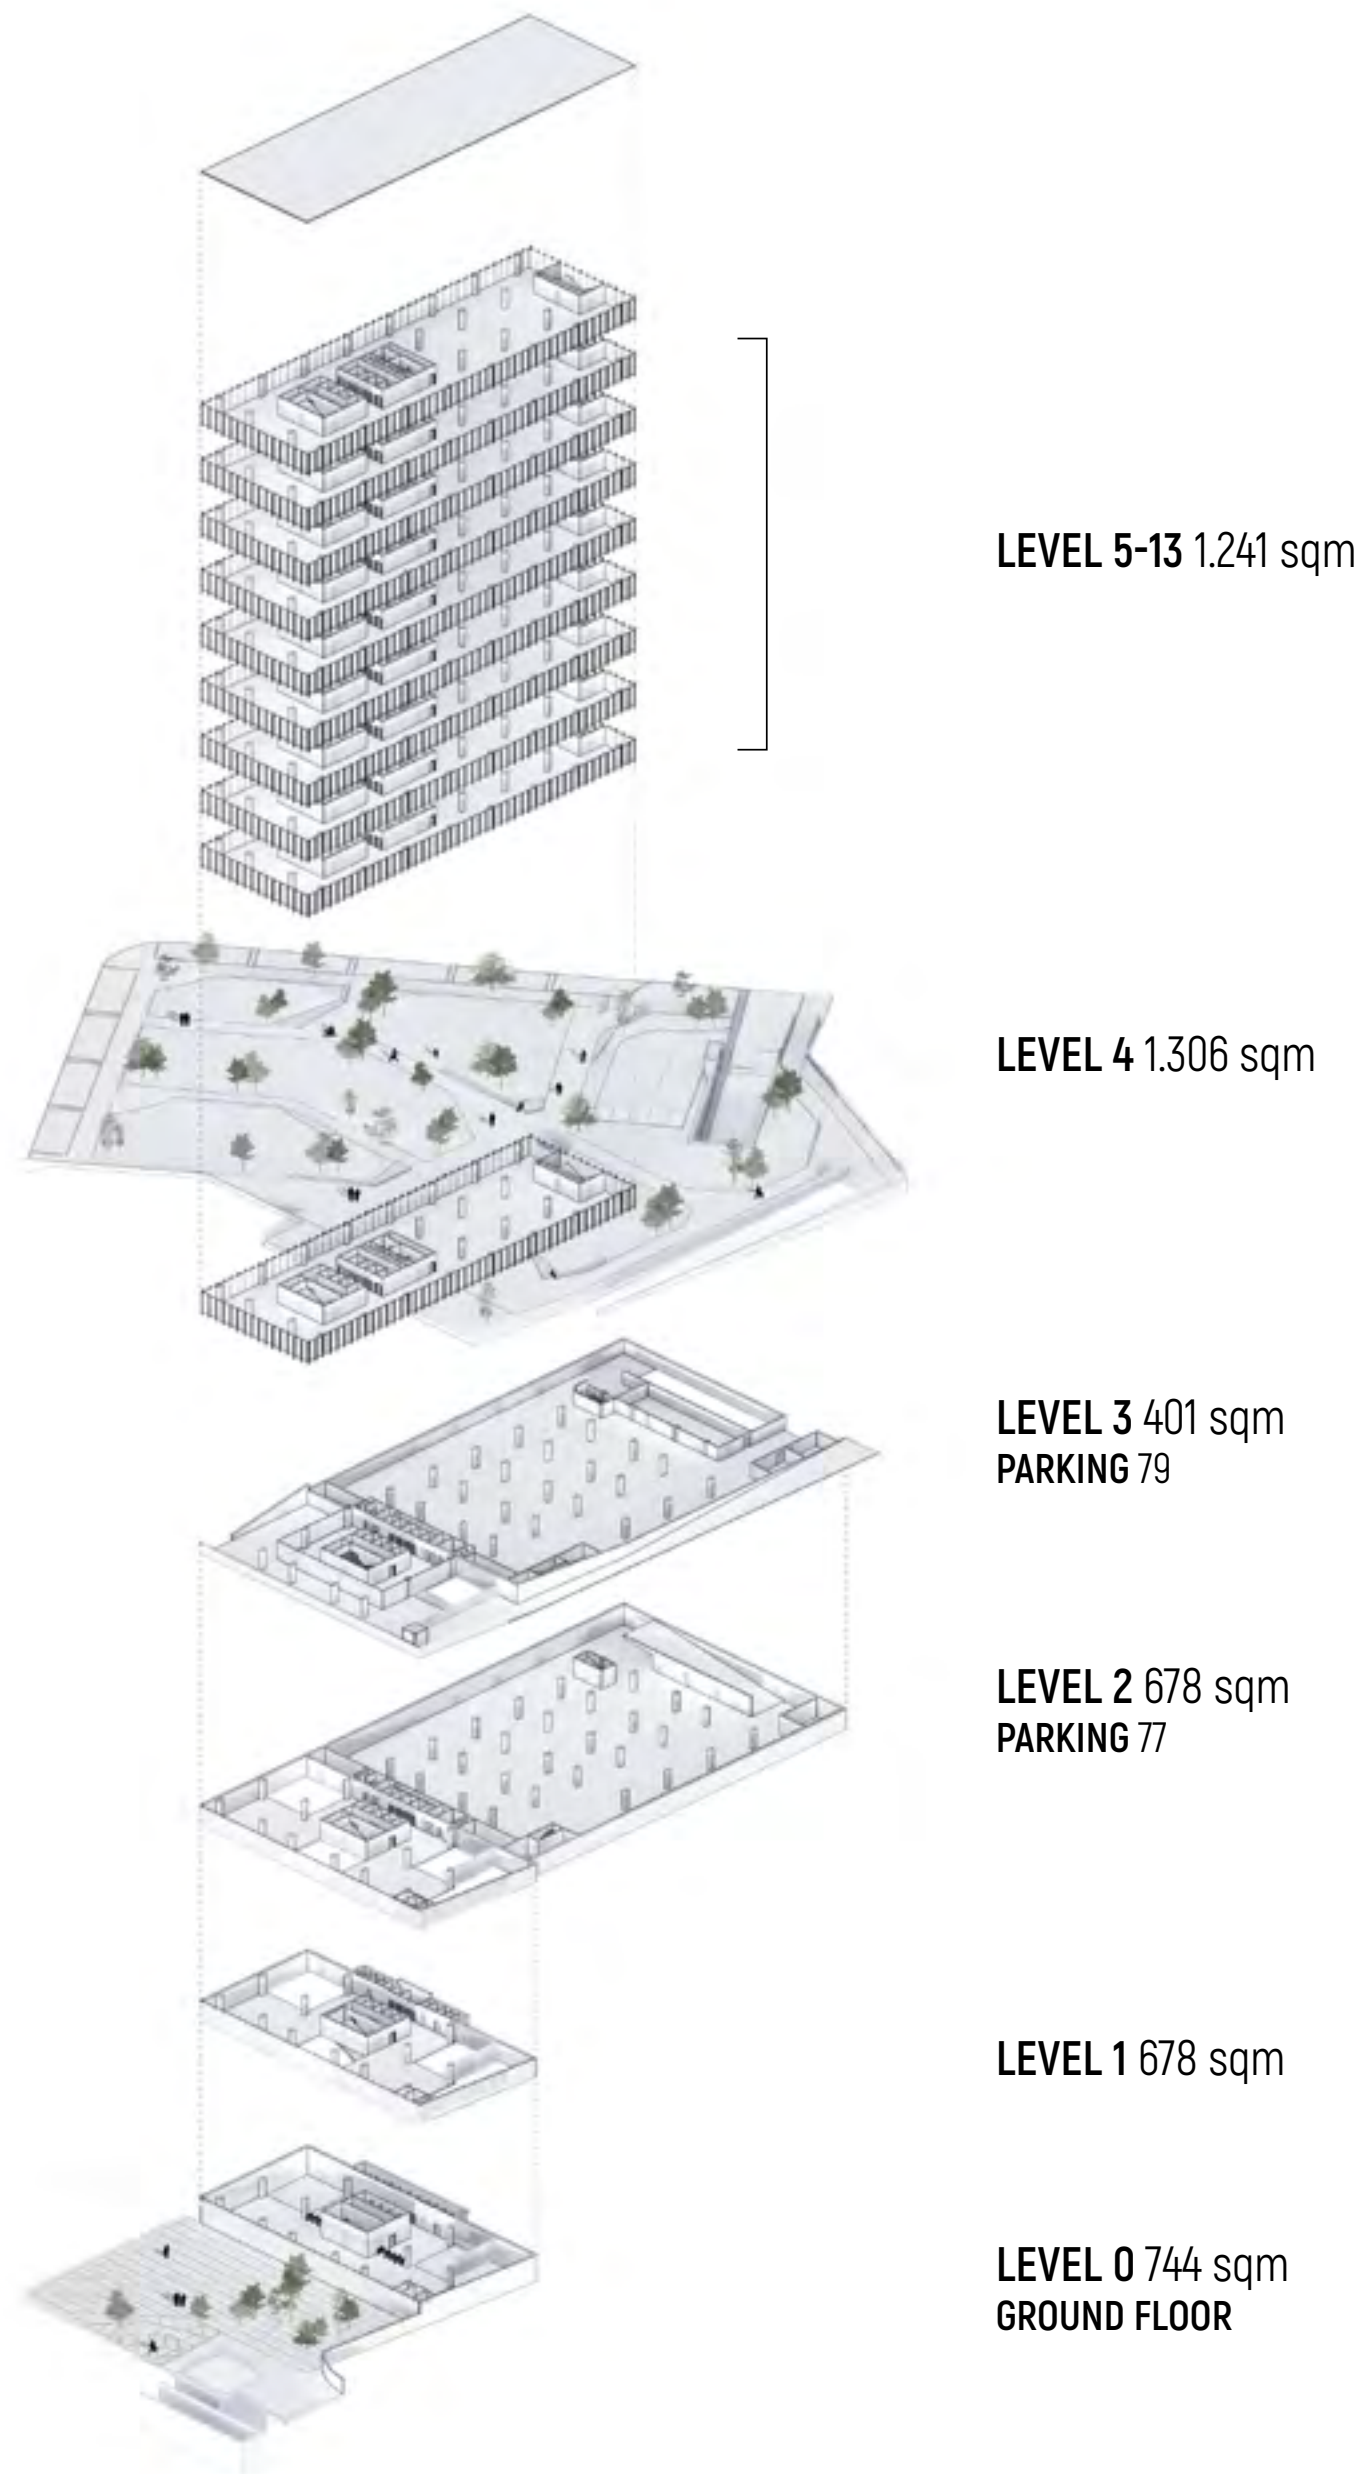 LEVEL 5-13 1.241 sqm
LEVEL 4 1.306 sqm
LEVEL 3 401 sqm
PARKING 79
LEVEL 2 678 sqm
PARKING 77
LEVEL 1 678 sqm
LEVEL 0 744 sqm
GROUND FLOOR